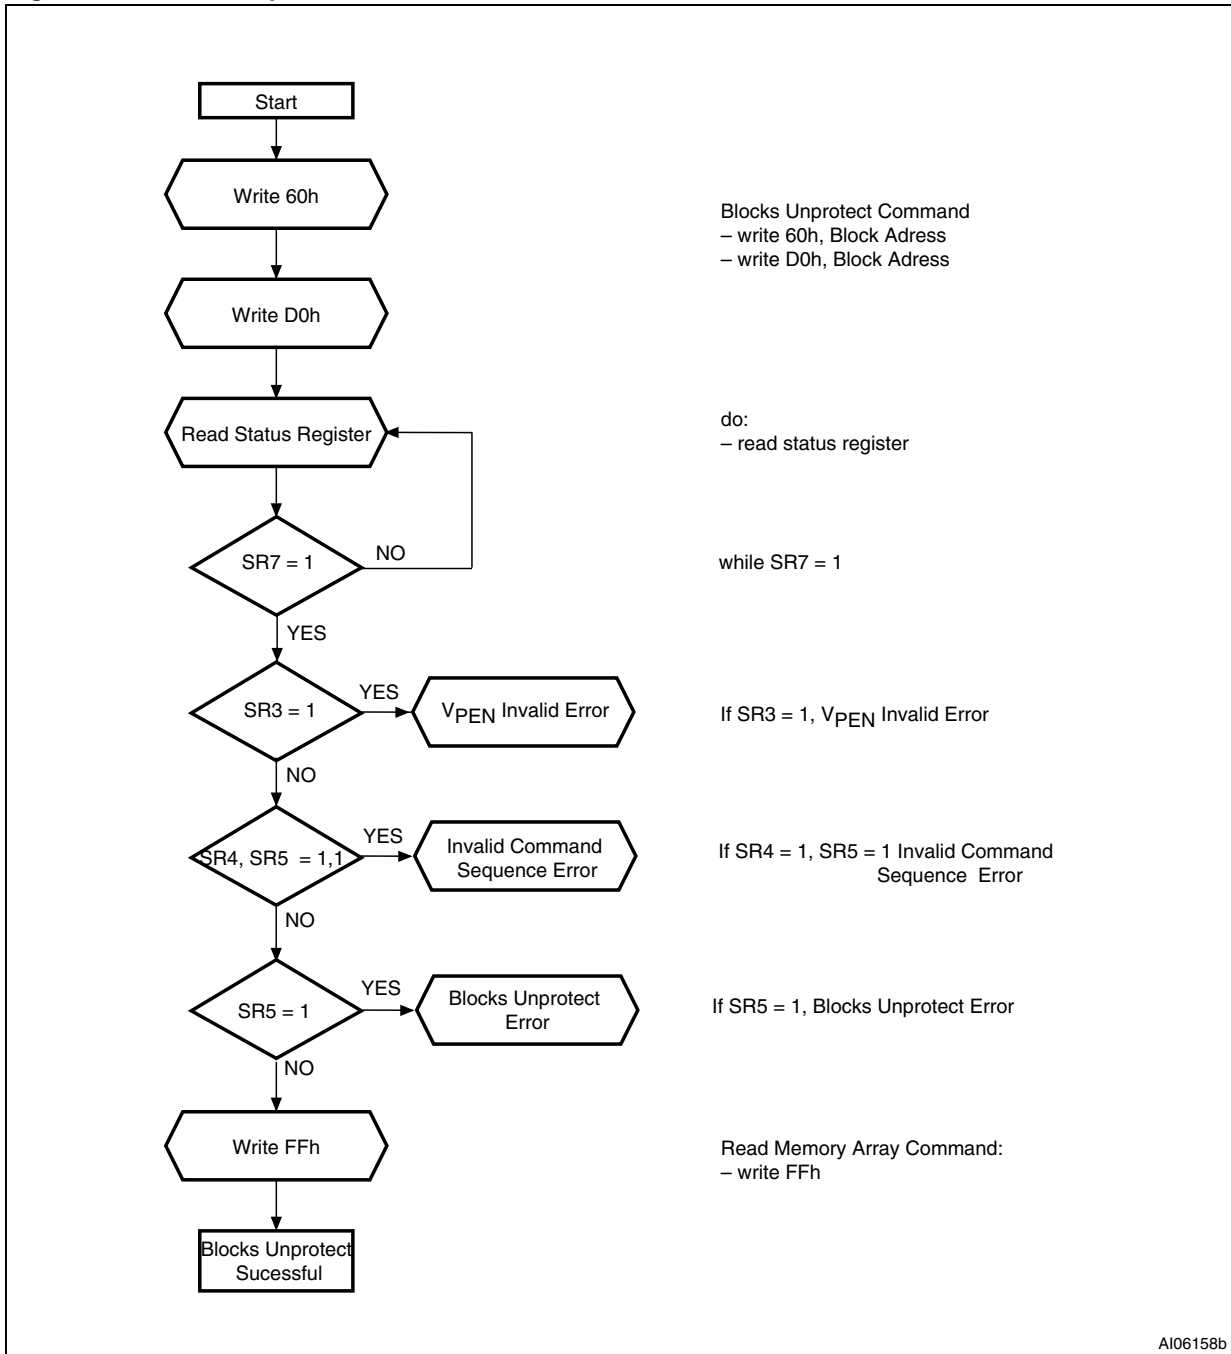 Start
Write 60h
Blocks Unprotect Command
– write 60h, Block Adress
– write D0h, Block Adress
Write D0h
Read Status Register
do:
– read status register
SR7 = 1
NO
while SR7 = 1
YES
SR3 = 1
YES
VPEN Invalid Error
If SR3 = 1, VPEN Invalid Error
NO
SR4, SR5 = 1,1
YES
Invalid Command
Sequence Error
If SR4 = 1, SR5 = 1 Invalid Command
Sequence Error
NO
SR5 = 1
YES
Blocks Unprotect
Error
If SR5 = 1, Blocks Unprotect Error
NO
Write FFh
Read Memory Array Command:
– write FFh
Blocks Unprotect
Sucessful
AI06158b